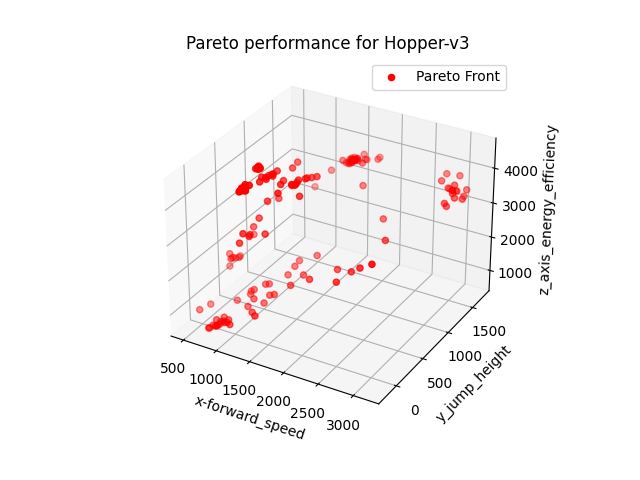 Pareto performance for Hopper-v3
Pareto Front
4000
3000
2000
1000
z_axis_energy_efficiency
1500
1000
500
0
y_jump_height
500
1000
1500
2000
2500
3000
x-forward_speed